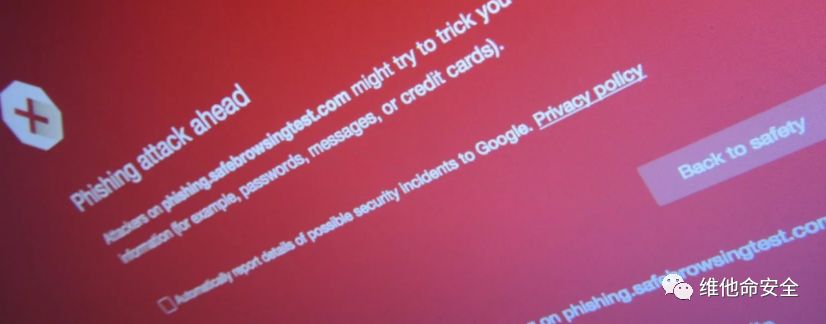 Phishing attack ahead
Attackers on phishing.safebrowsingtest.com might try to trick you
information (for example, passwords, messages, or credit cards).
Automatically report details of possible security incidents to Google. Privacy policy
Back to safety
on phishing.safebrowsingtest.com
维他命安全